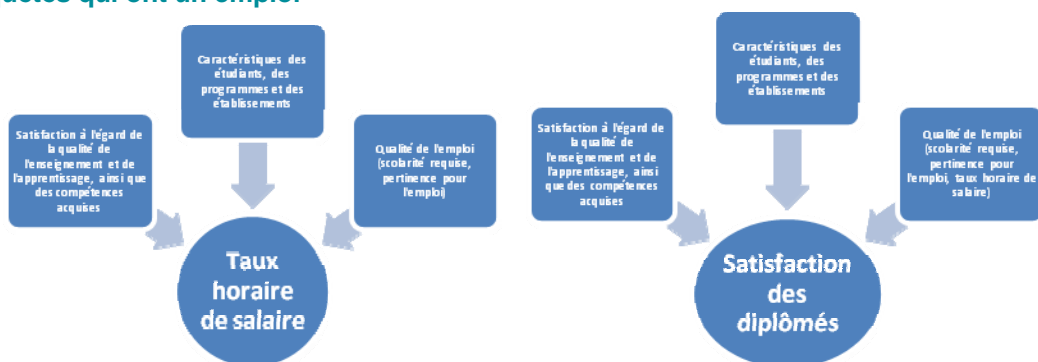 qui ont un emploi
Caractéristiques des
étudiants, des
programmes et des
établissements
Satisfaction à l'égard de
la qualité de
l'enseignement et de
l'apprentissage, ainsi que
des compétences
acquises
Qualité de l'emploi
(scolarité requise,
pertinence pour
l'emploi)
Taux
horaire
de salaire
Caractéristiques des
étudiants, des
programmes et des
établissements
Satisfaction à l'égard de
la qualité de
l'enseignement et de
l'apprentissage, ainsi
que des compétences
acquises
Qualité de l'emploi
(scolarité requise,
pertinence pour
l'emploi, taux horaire de
salaire)
Satisfaction
des
diplômés